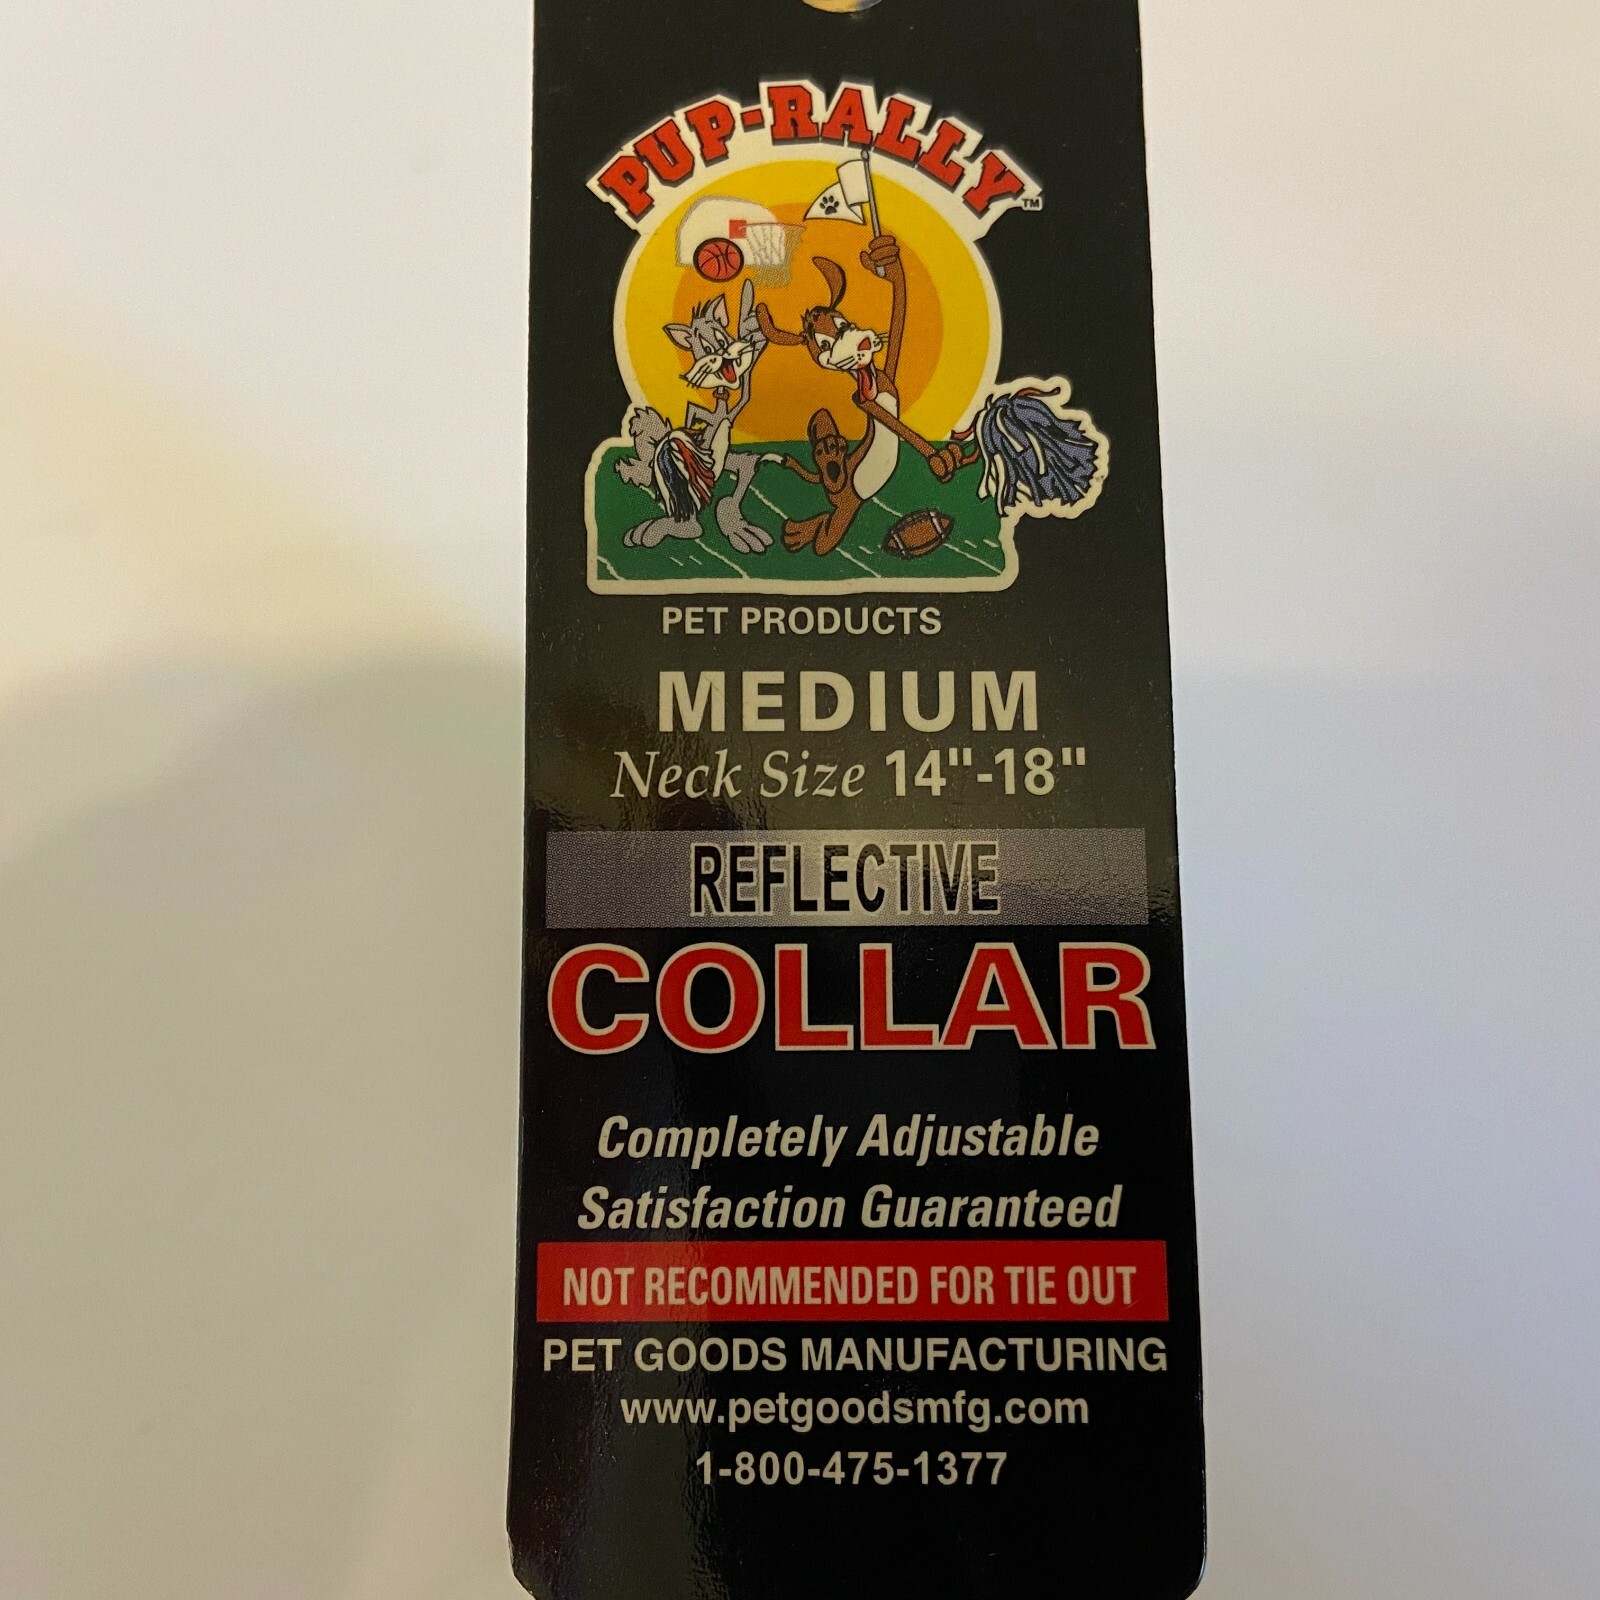 PUP-RALLY™
PET PRODUCTS
MEDIUM
Neck Size 14"-18"
REFLECTIVE
COLLAR
Completely Adjustable
Satisfaction Guaranteed
NOT RECOMMENDED FOR TIE OUT
PET GOODS MANUFACTURING
www.petgoodsmfg.com
1-800-475-1377